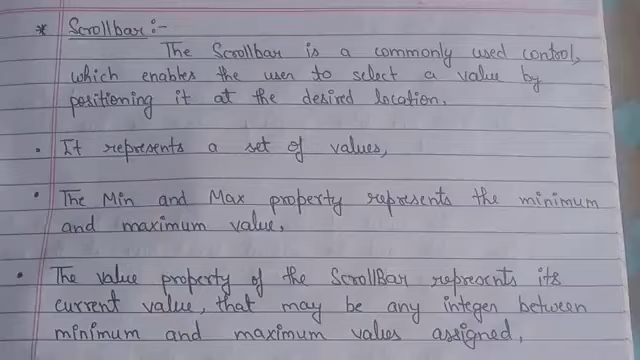 * Scrollbar:-
The Scrollbar is a commonly used control,
which enables the user to select a value by
positioning it at the desired location.
• It represents a set of values,
• The Min and Max property represents the minimum
and maximum value,
• The value property of the ScrollBar represents its
current value, that may be any integer between
minimum and maximum values assigned,